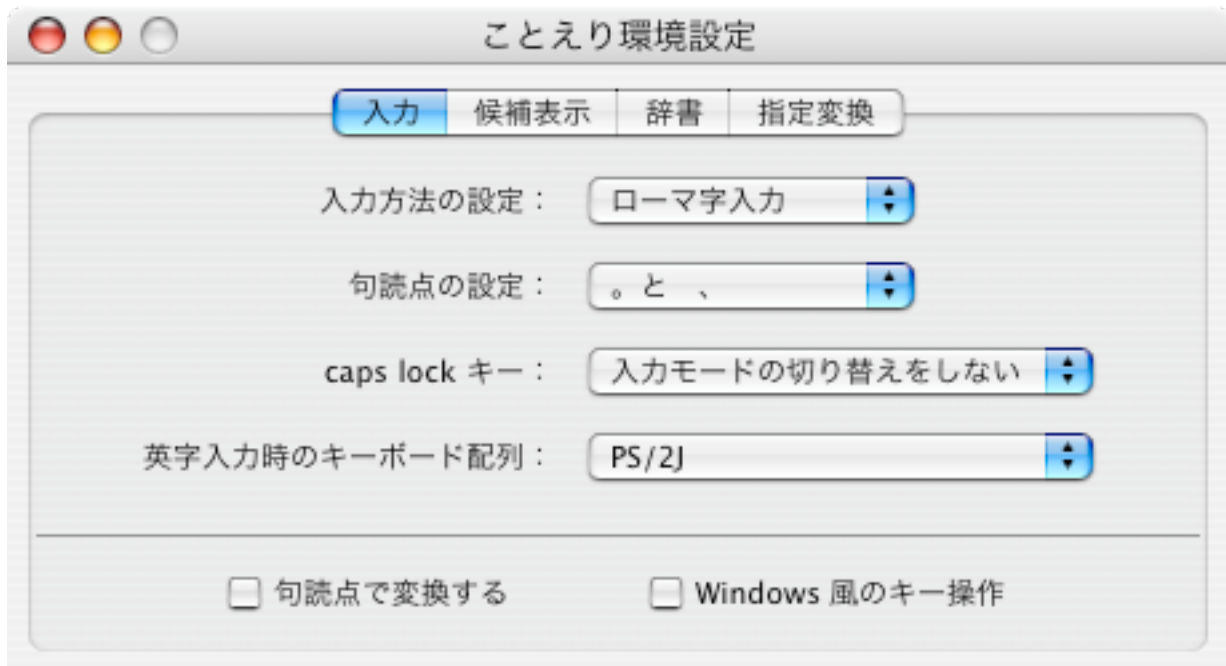 ことえり環境設定
入力 候補表示 辞書 指定変換
入力方法の設定： ローマ字入力
句読点の設定： 。と 、
caps lock キー： 入力モードの切り替えをしない
英字入力時のキーボード配列： PS/2J
句読点で変換する Windows 風のキー操作